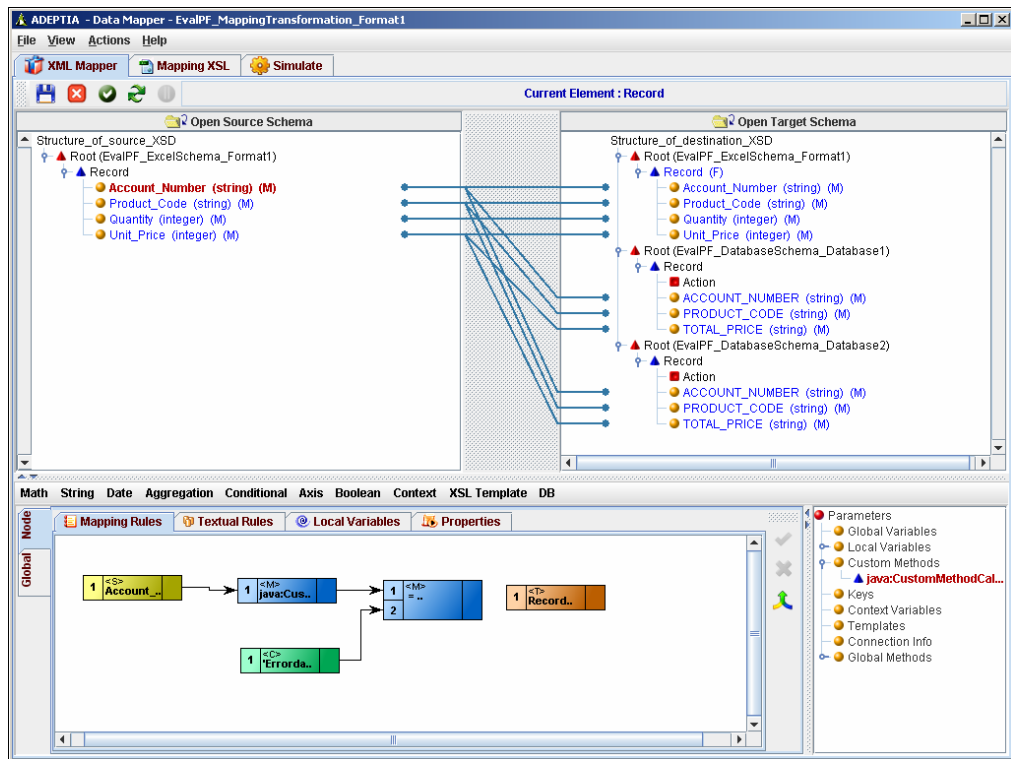 ADEPTIA - Data Mapper - EvalPF_MappingTransformation_Format1
File View Actions Help
XML Mapper Mapping XSL Simulate
Current Element : Record
Open Source Schema Open Target Schema
Structure_of_source_XSD
Root (EvalPF_ExcelSchema_Format1)
Record
Account_Number (string) (M)
Product_Code (string) (M)
Quantity (integer) (M)
Unit_Price (integer) (M)
Structure_of_destination_XSD
Root (EvalPF_ExcelSchema_Format1)
Record (F)
Account_Number (string) (M)
Product_Code (string) (M)
Quantity (integer) (M)
Unit_Price (integer) (M)
Root (EvalPF_DatabaseSchema_Database1)
Record
Action
ACCOUNT_NUMBER (string) (M)
PRODUCT_CODE (string) (M)
TOTAL_PRICE (string) (M)
Root (EvalPF_DatabaseSchema_Database2)
Record
Action
ACCOUNT_NUMBER (string) (M)
PRODUCT_CODE (string) (M)
TOTAL_PRICE (string) (M)
Math String Date Aggregation Conditional Axis Boolean Context XSL Template DB
Node
Global
Mapping Rules Textual Rules Local Variables Properties
1 <S> Account_..
1 <M> java:Cus..
1 <M> = ..
2
1 <T> Record..
1 <C> 'Errorda..
Parameters
Global Variables
Local Variables
Custom Methods
java:CustomMethodCal...
Keys
Context Variables
Templates
Connection Info
Global Methods